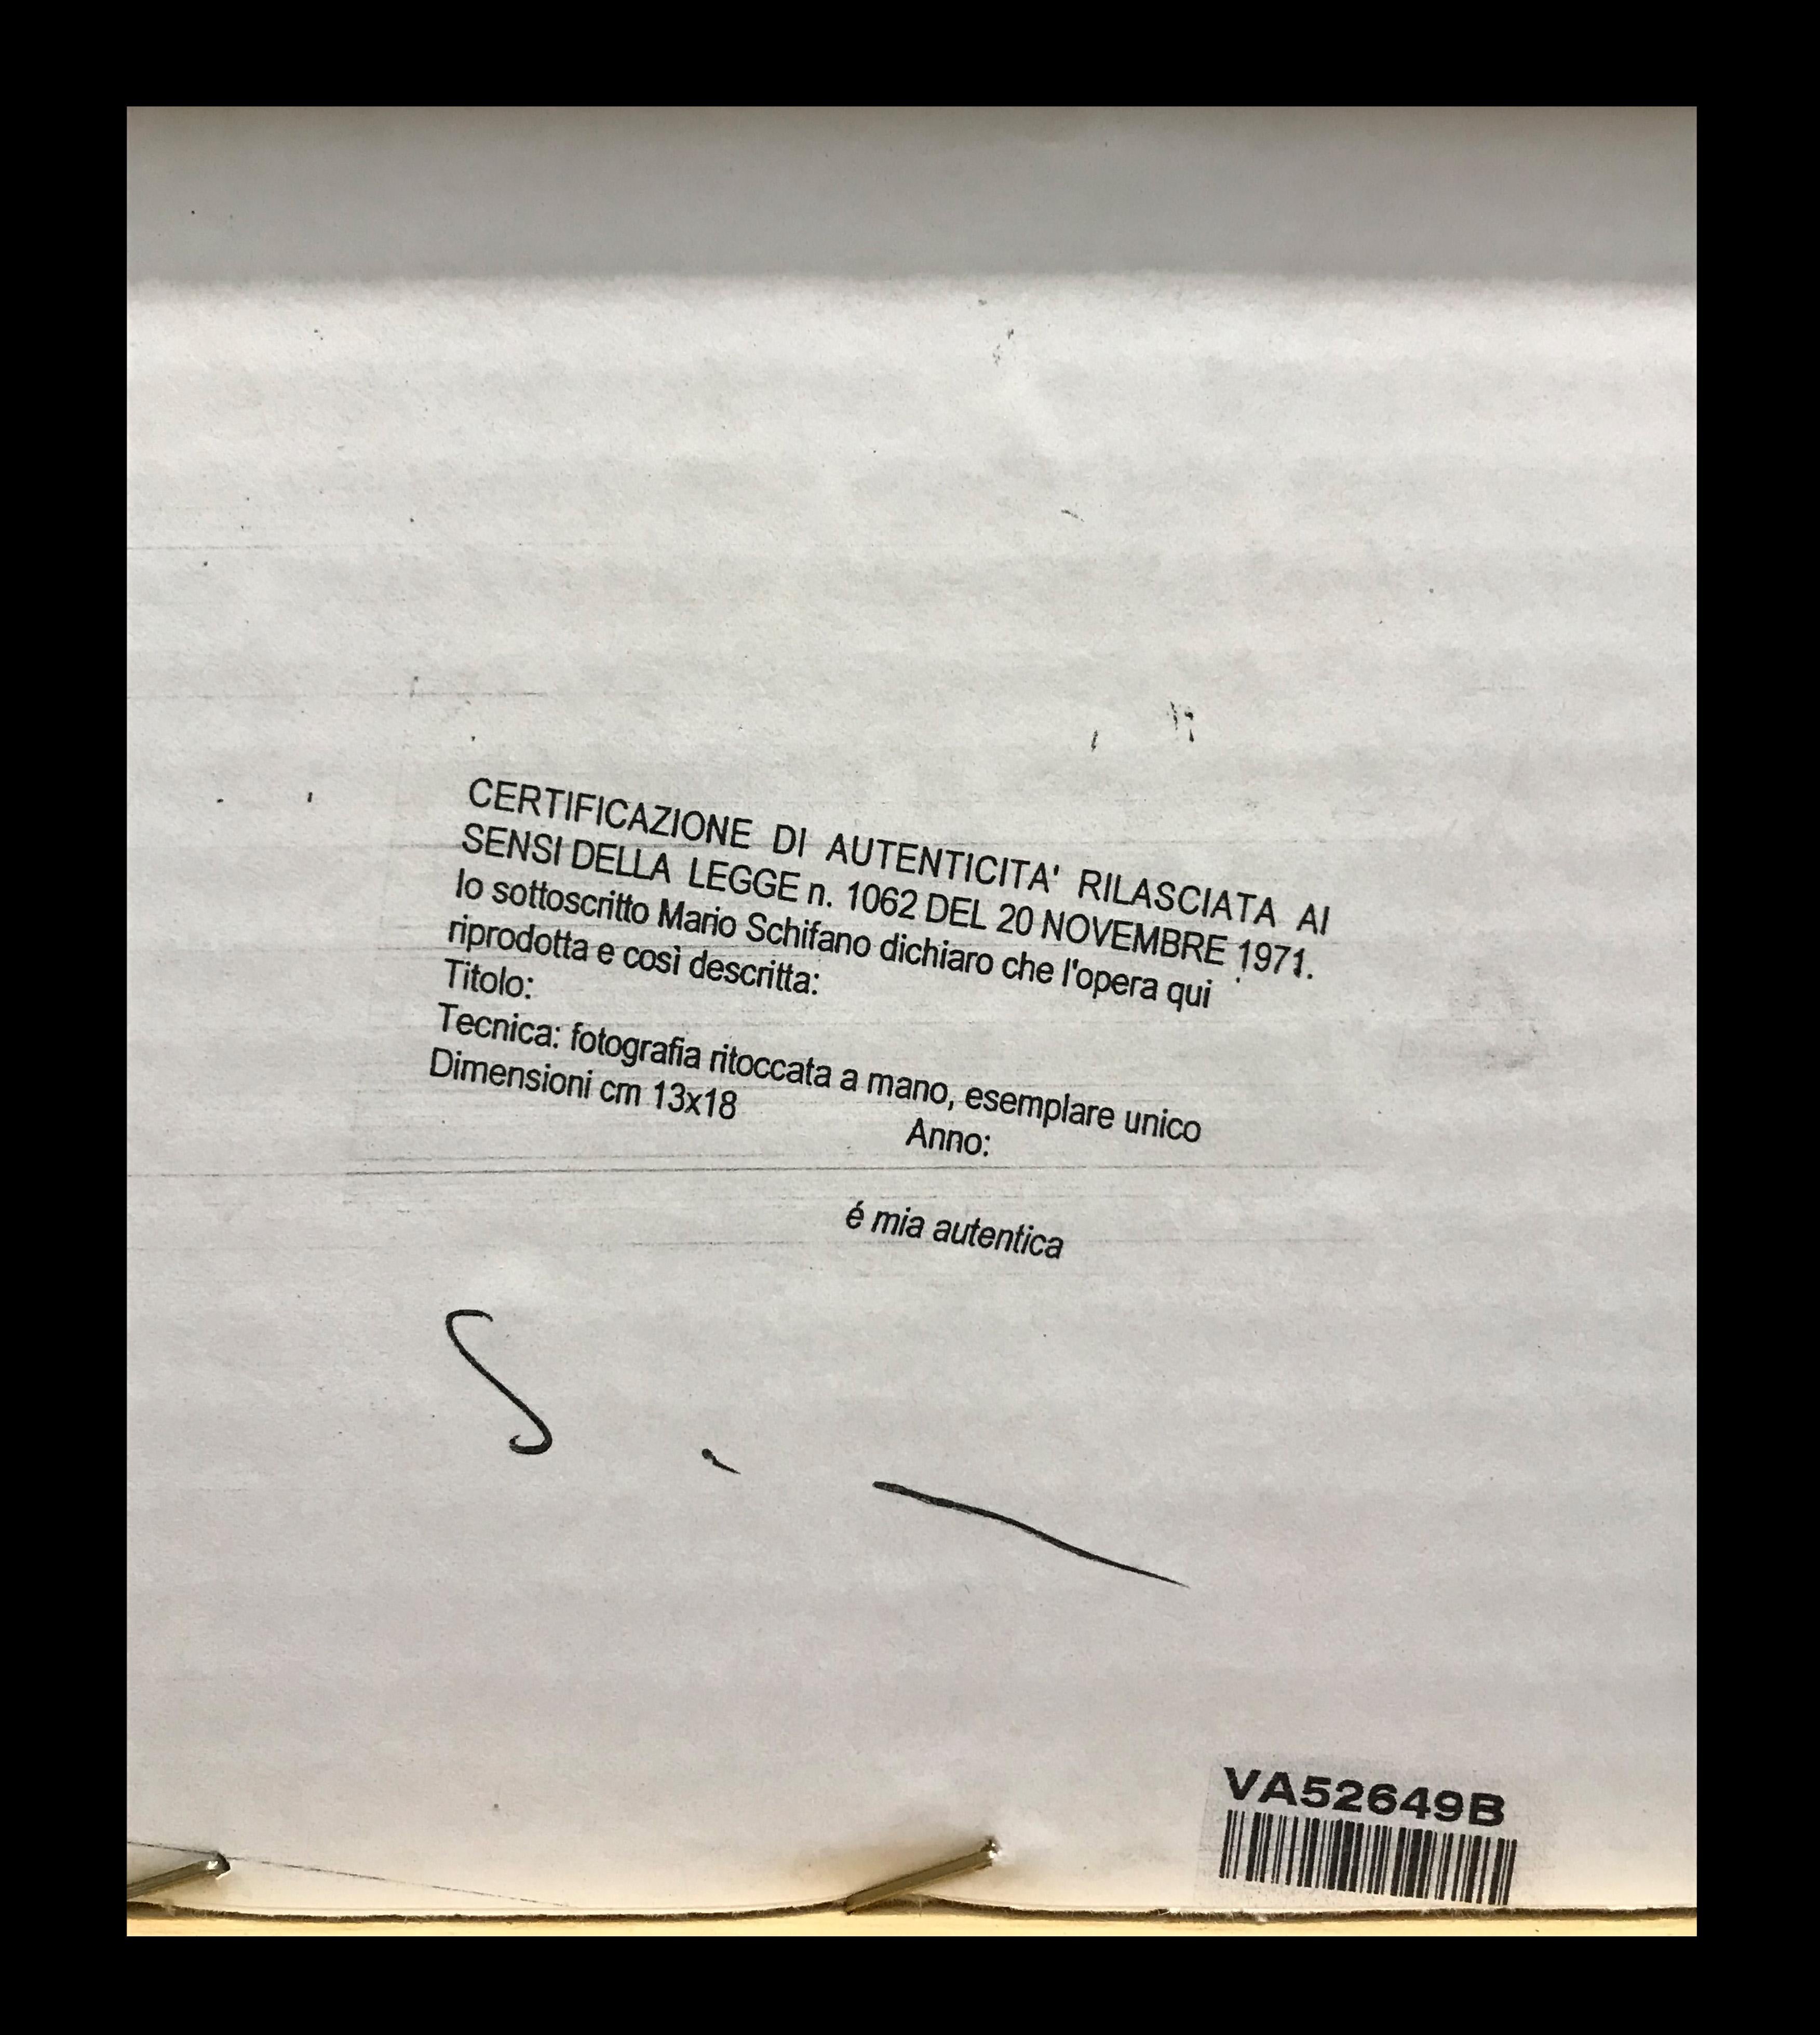 CERTIFICAZIONE DI AUTENTICITA' RILASCIATA AI
SENSI DELLA LEGGE n. 1062 DEL 20 NOVEMBRE 1971.
Io sottoscritto Mario Schifano dichiaro che l'opera qui
riprodotta e così descritta:
Titolo:
Tecnica: fotografia ritoccata a mano, esemplare unico
Dimensioni cm 13x18 Anno:
é mia autentica
VA52649B